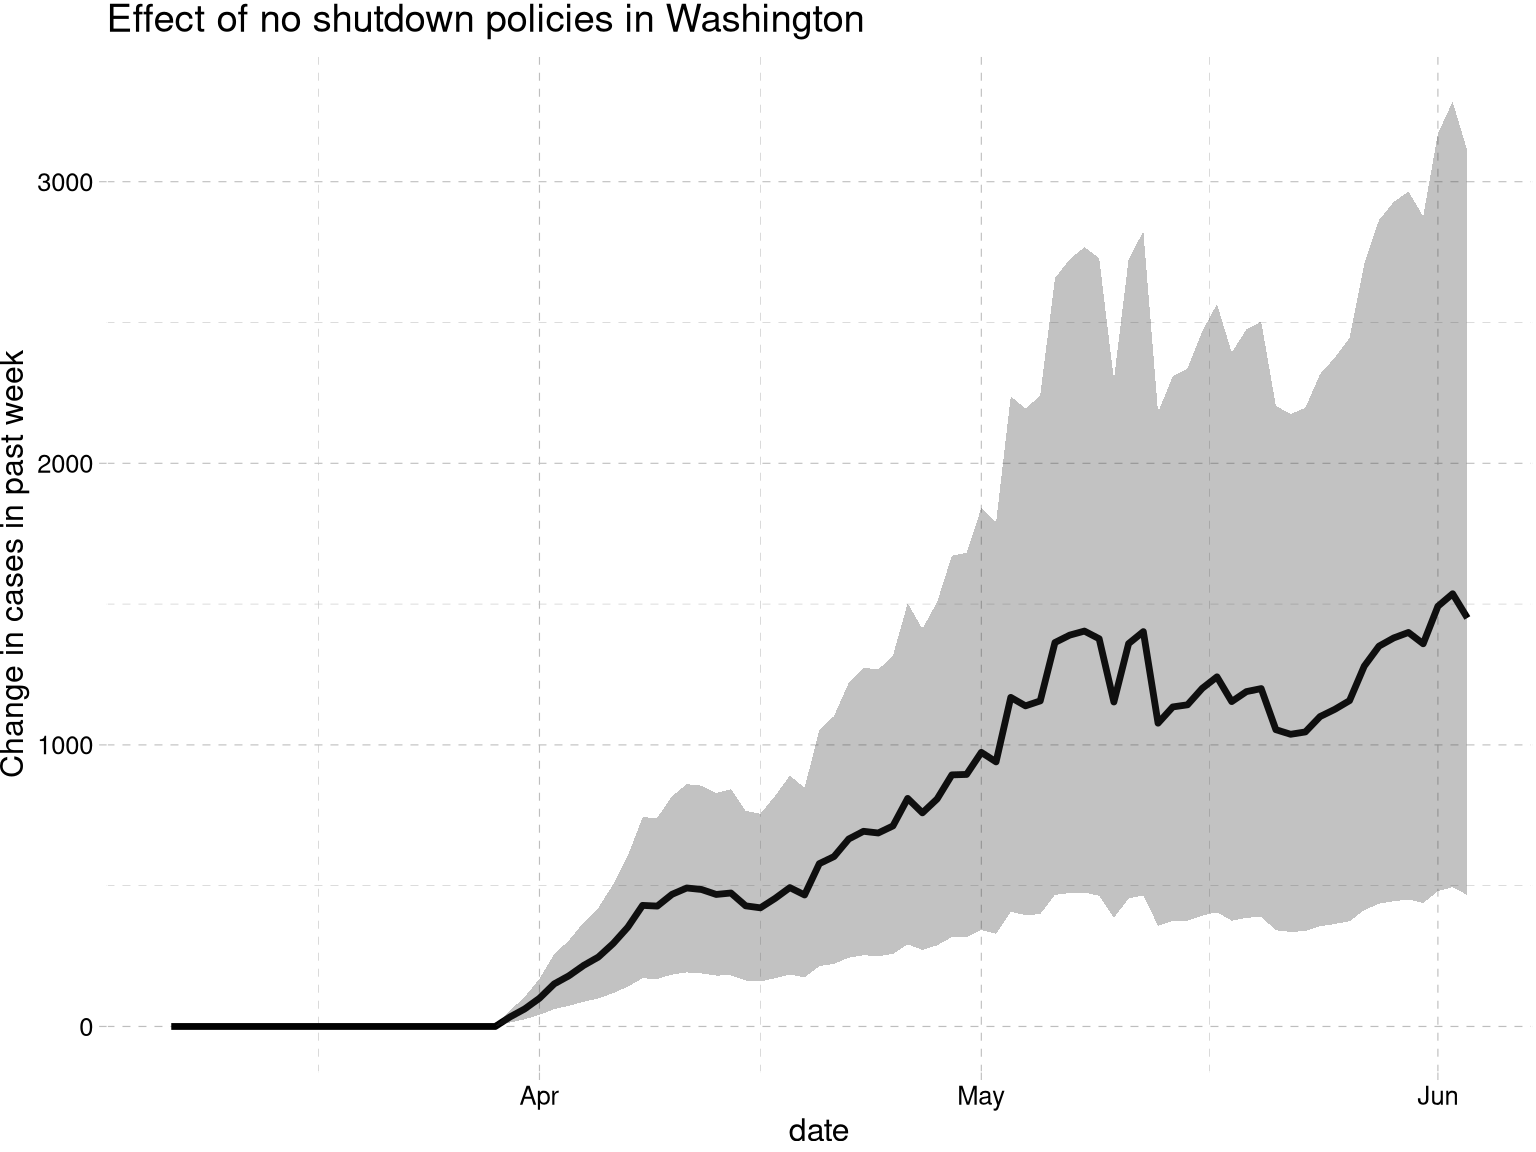 Effect of no shutdown policies in Washington
Change in cases in past week
3000
2000
1000
0
Apr
May
Jun
date